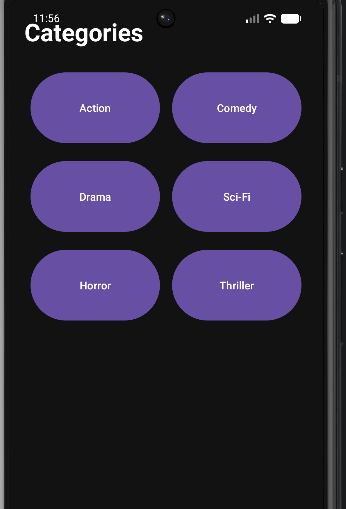 11:56
Categories
Action
Comedy
Drama
Sci-Fi
Horror
Thriller